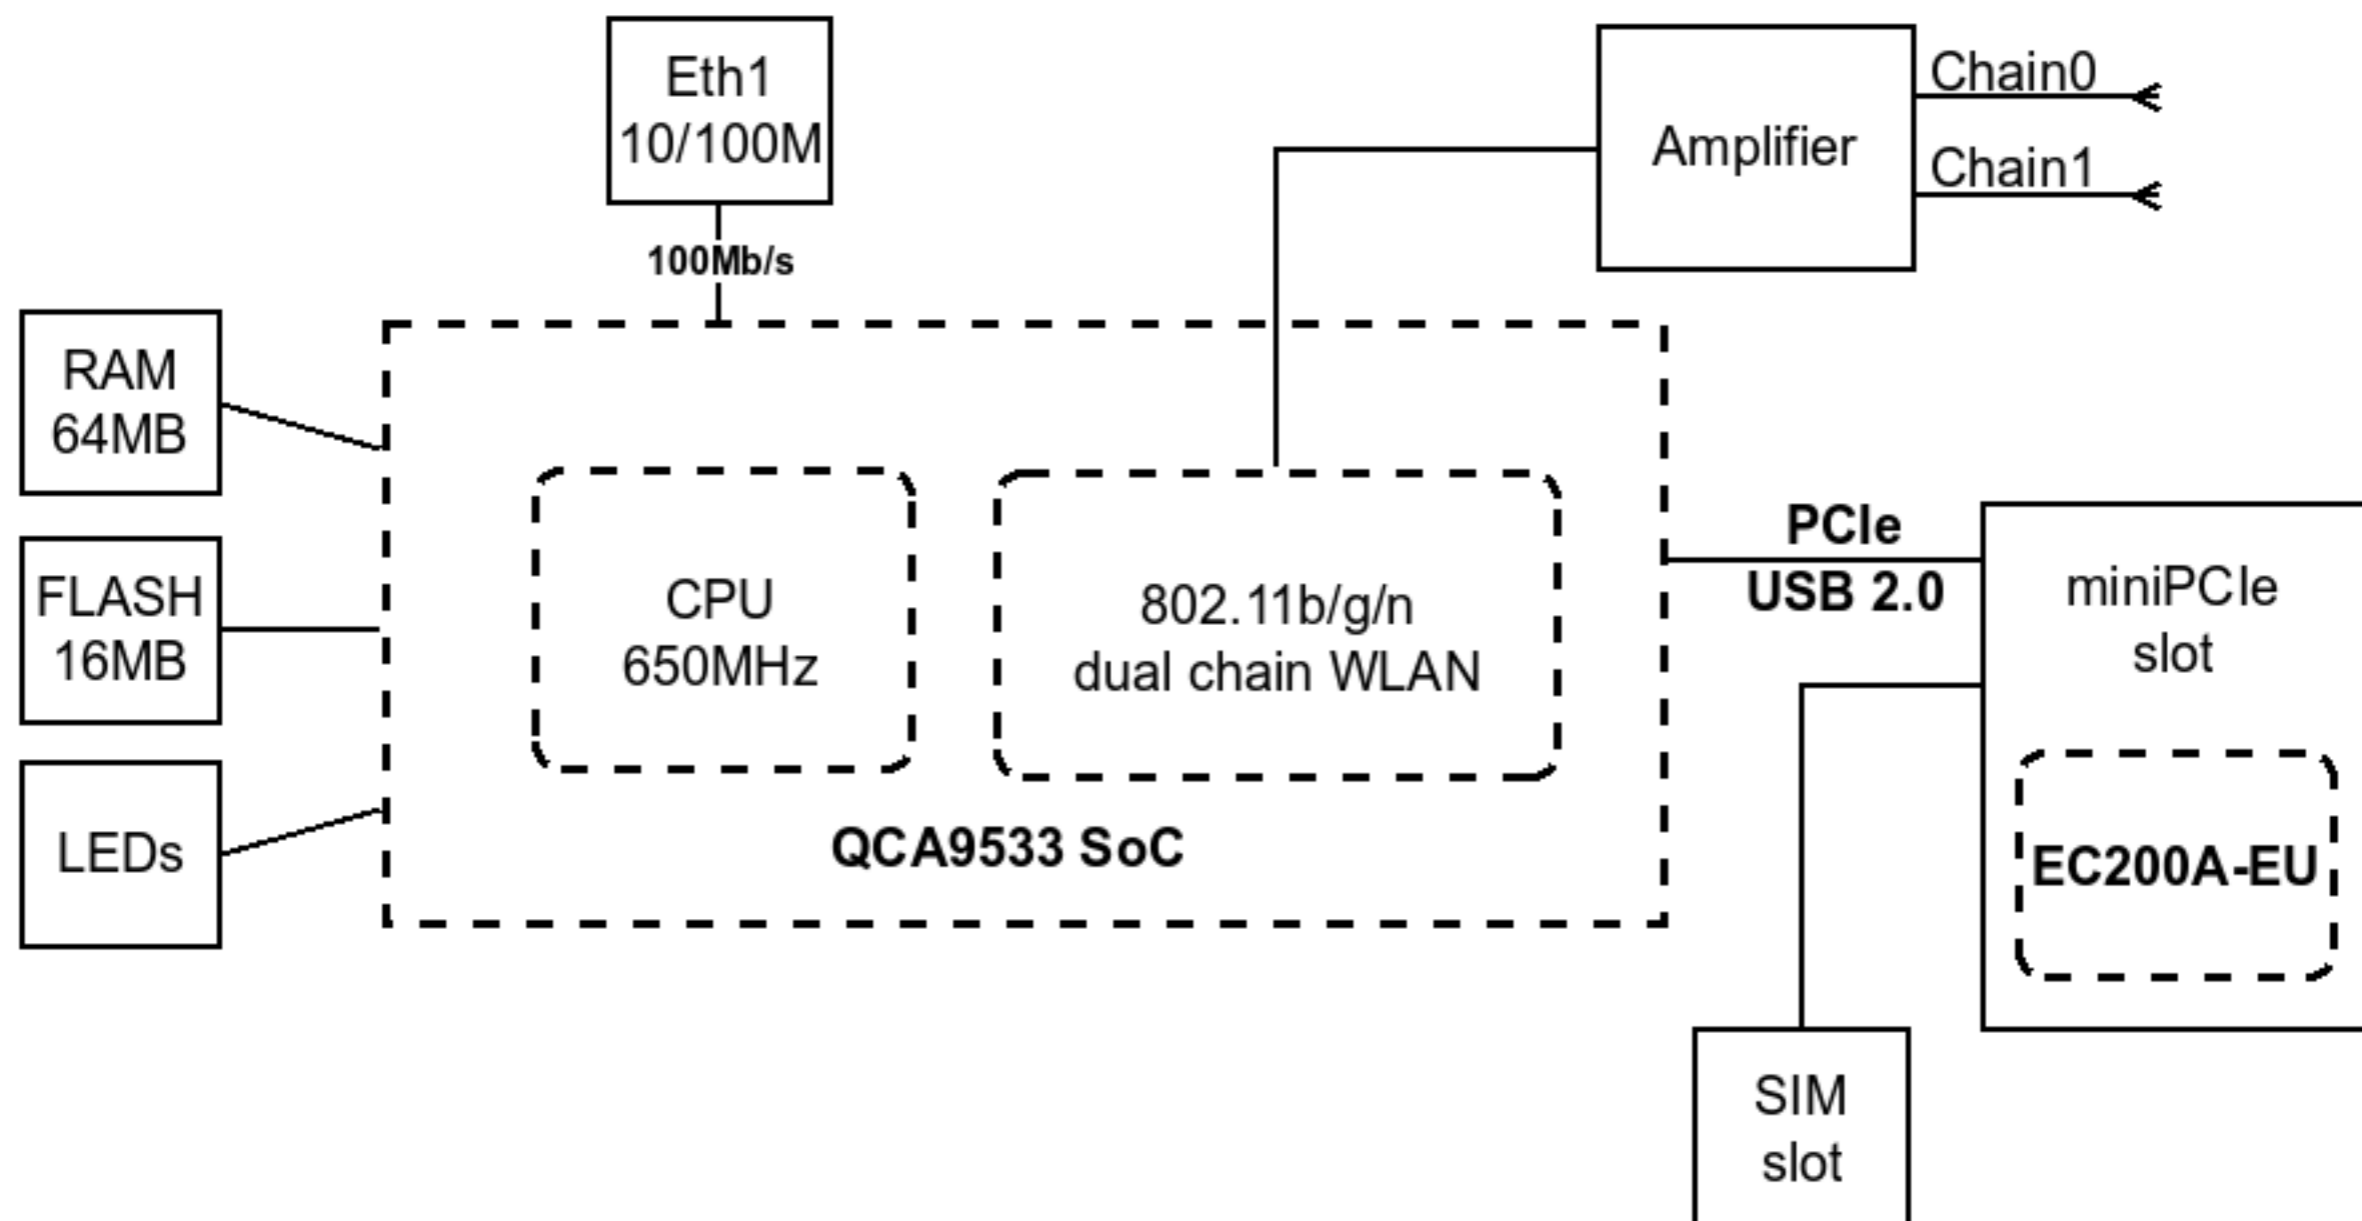 Eth1
10/100M
100Mb/s
Chain0
Amplifier
Chain1
RAM
64MB
FLASH
16MB
LEDs
CPU
650MHz
802.11b/g/n
dual chain WLAN
QCA9533 SoC
PCIe
USB 2.0
miniPCIe
slot
EC200A-EU
SIM
slot